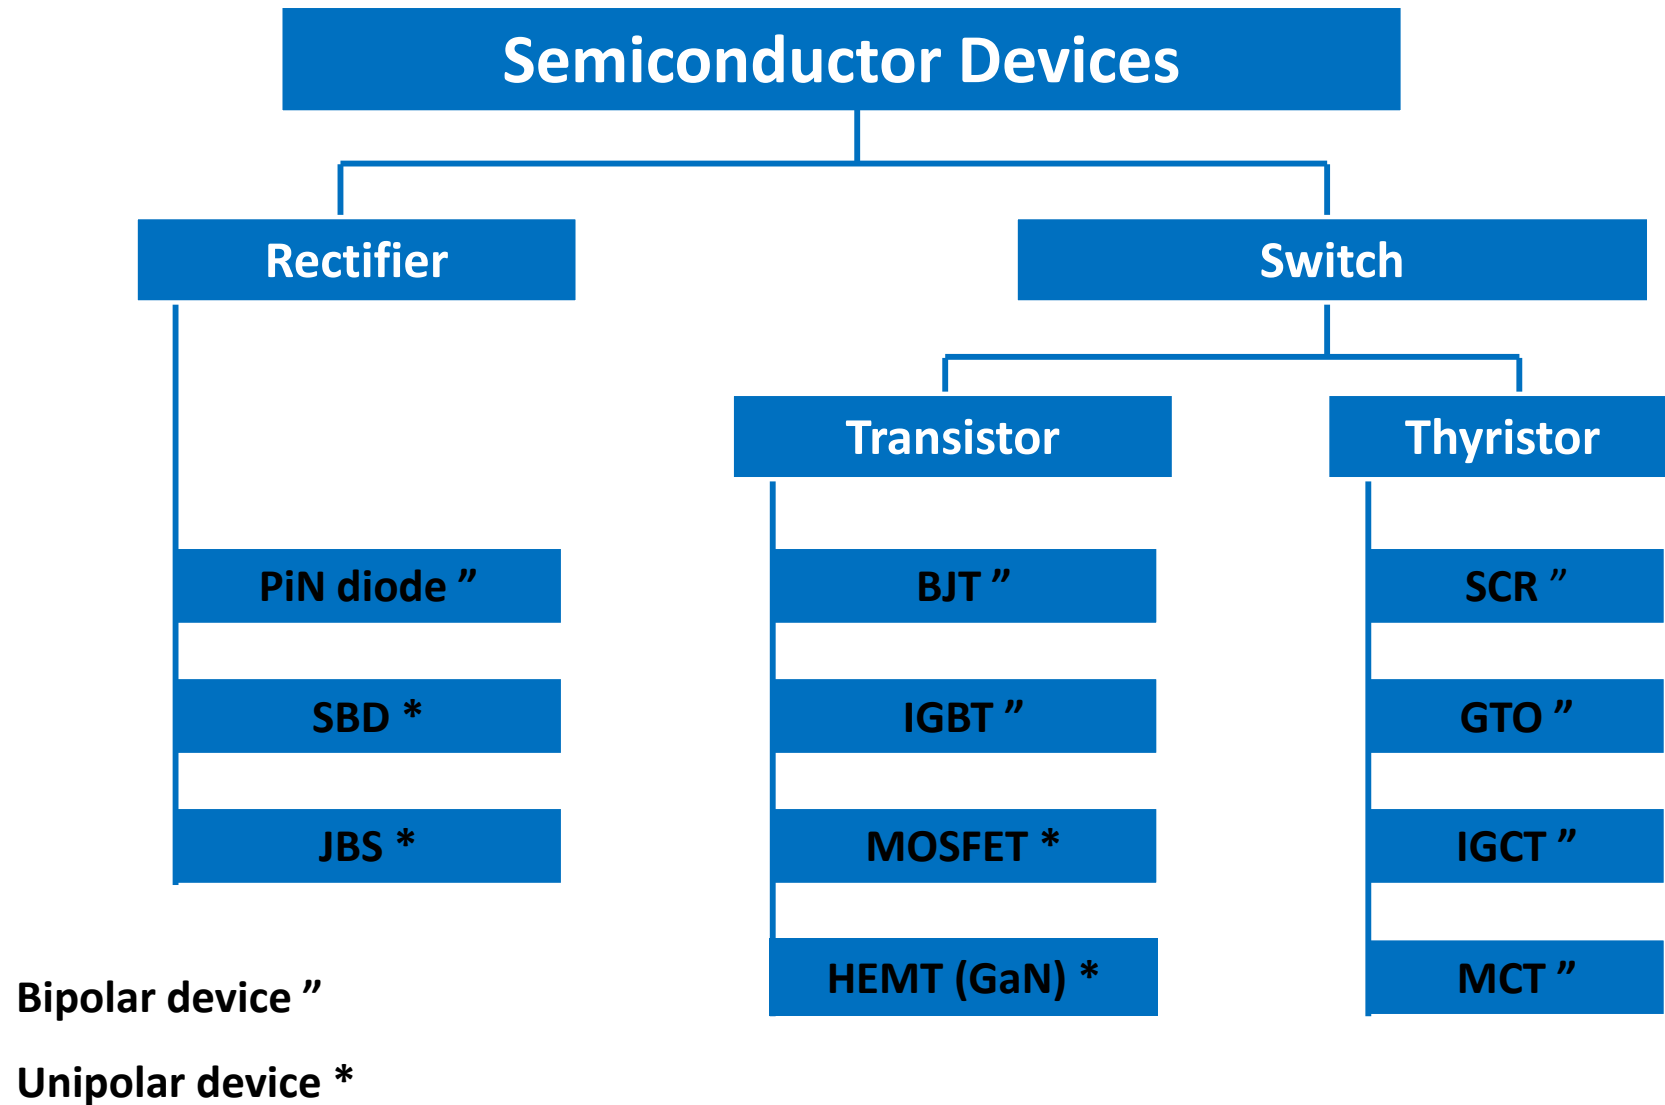 Semiconductor Devices
Rectifier
Switch
Transistor
Thyristor
PiN diode ”
BJT ”
SCR ”
SBD *
IGBT ”
GTO ”
JBS *
MOSFET *
IGCT ”
HEMT (GaN) *
MCT ”
Bipolar device ”
Unipolar device *